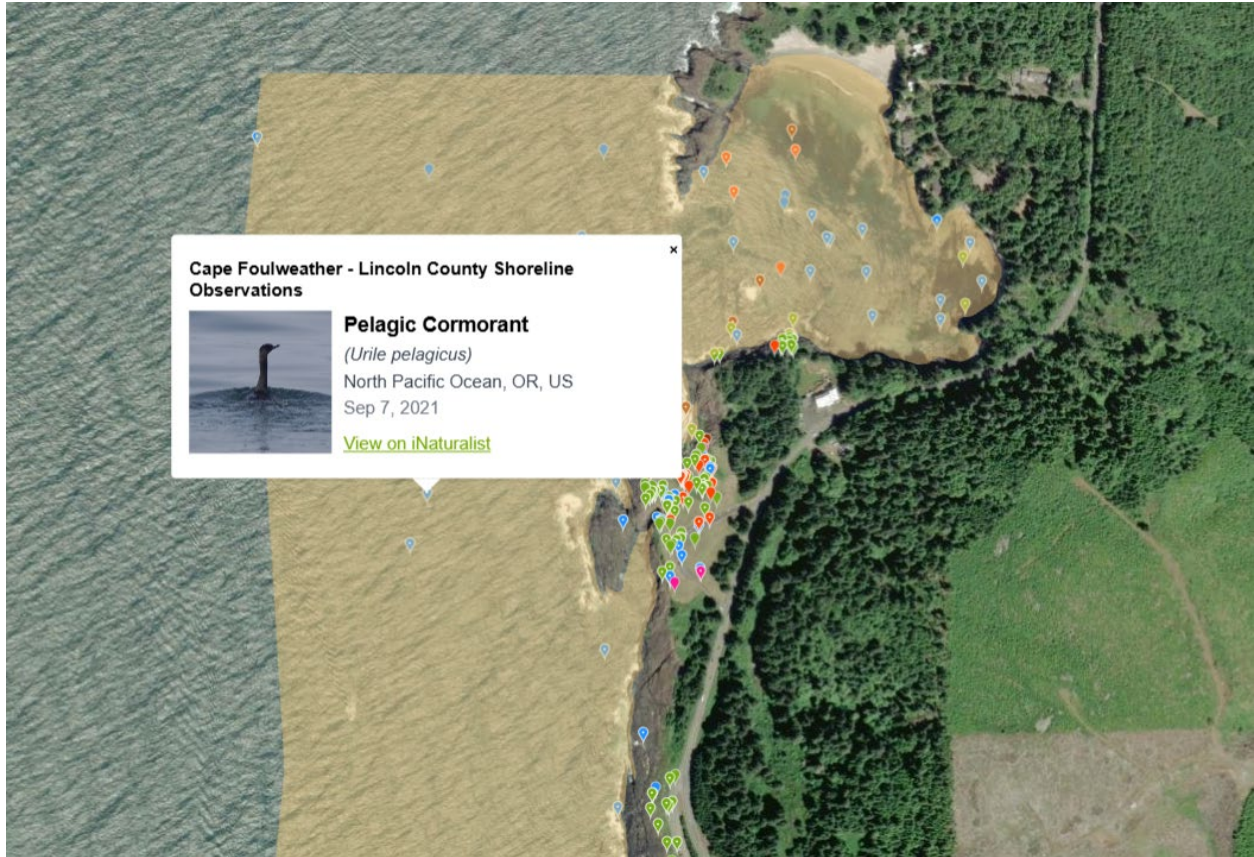 ×
Cape Foulweather - Lincoln County Shoreline
Observations
Pelagic Cormorant
(Urile pelagicus)
North Pacific Ocean, OR, US
Sep 7, 2021
View on iNaturalist